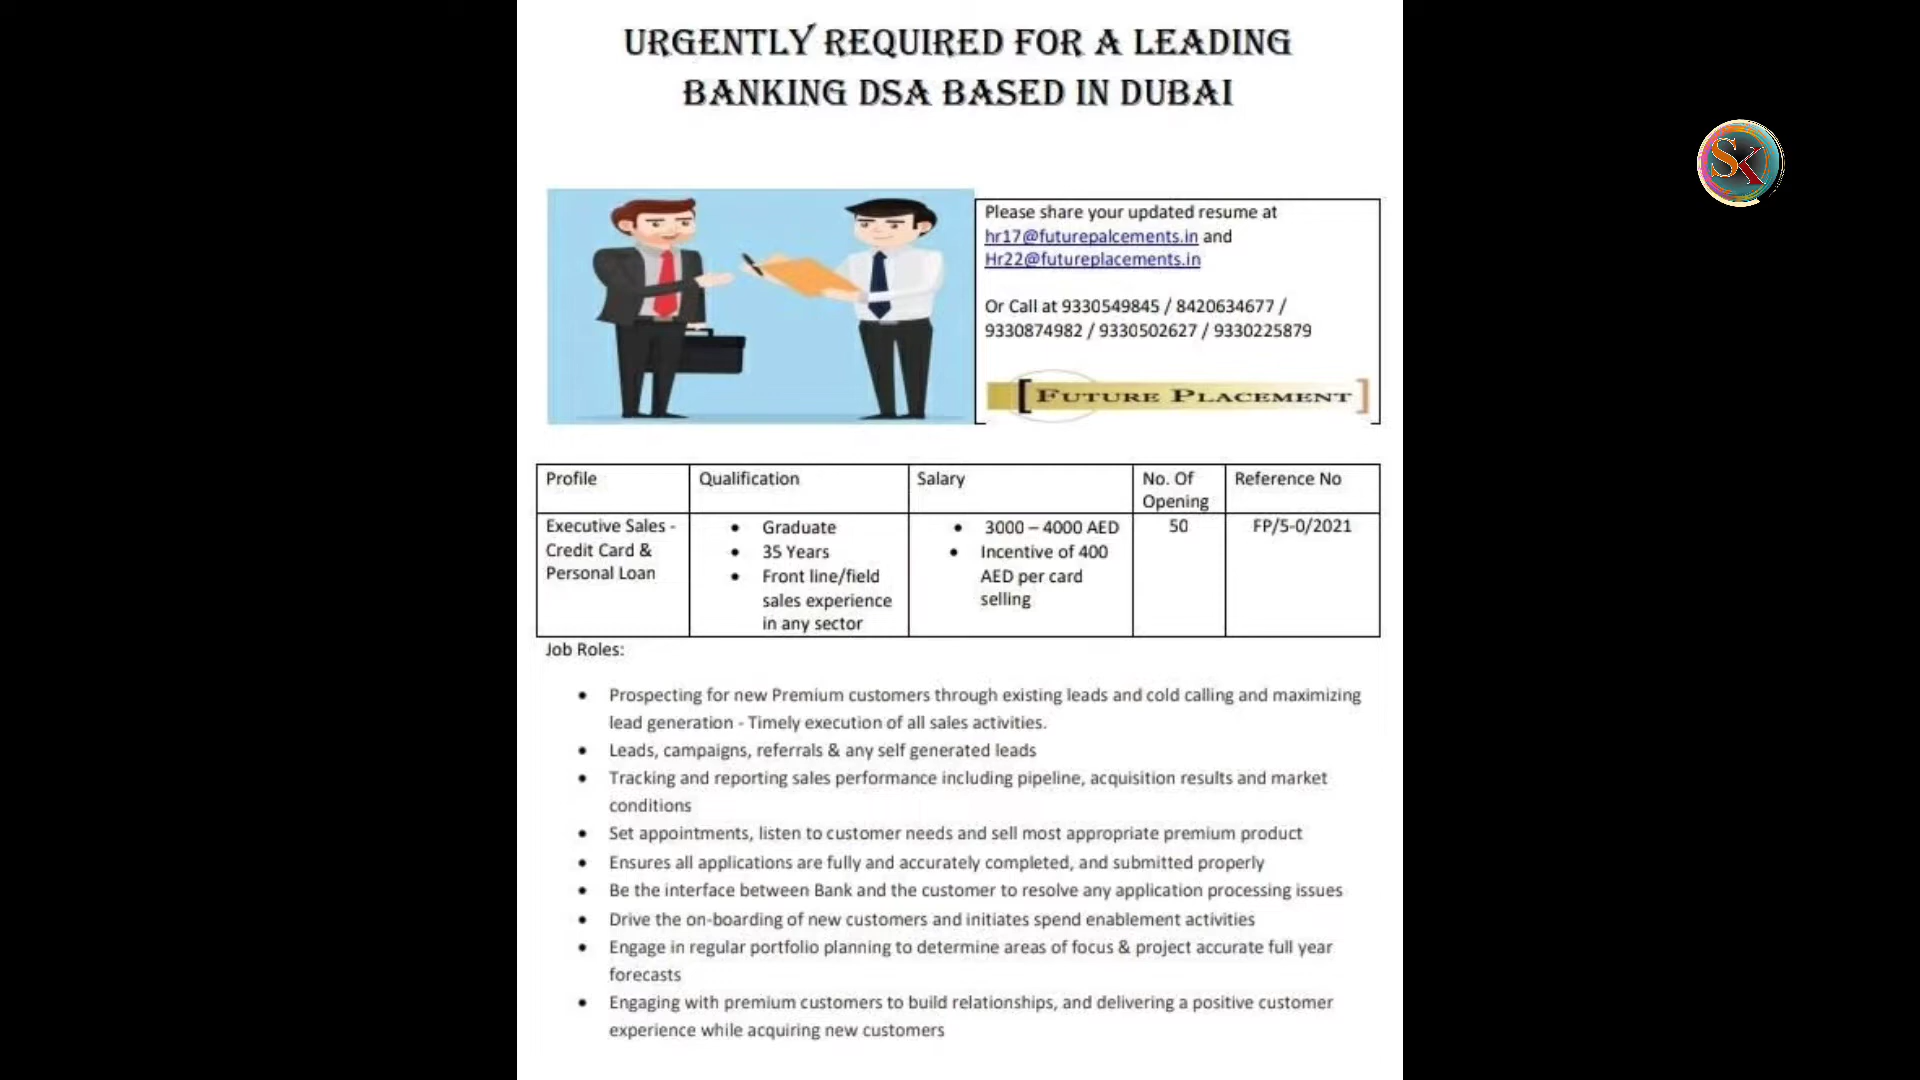 URGENTLY REQUIRED FOR A LEADING
BANKING DSA BASED IN DUBAI
SK
Please share your updated resume at
hr17@futurepalcements.in and
Hr22@futureplacements.in
Or Call at 9330549845 / 8420634677 /
9330874982 / 9330502627 / 9330225879
[FUTURE PLACEMENT]
Profile
Qualification
Salary
No. Of
Opening
Reference No
Executive Sales -
Credit Card &
Personal Loan
• Graduate
• 35 Years
• Front line/field
sales experience
in any sector
• 3000 – 4000 AED
• Incentive of 400
AED per card
selling
50
FP/5-0/2021
Job Roles:
• Prospecting for new Premium customers through existing leads and cold calling and maximizing
lead generation - Timely execution of all sales activities.
• Leads, campaigns, referrals & any self generated leads
• Tracking and reporting sales performance including pipeline, acquisition results and market
conditions
• Set appointments, listen to customer needs and sell most appropriate premium product
• Ensures all applications are fully and accurately completed, and submitted properly
• Be the interface between Bank and the customer to resolve any application processing issues
• Drive the on-boarding of new customers and initiates spend enablement activities
• Engage in regular portfolio planning to determine areas of focus & project accurate full year
forecasts
• Engaging with premium customers to build relationships, and delivering a positive customer
experience while acquiring new customers